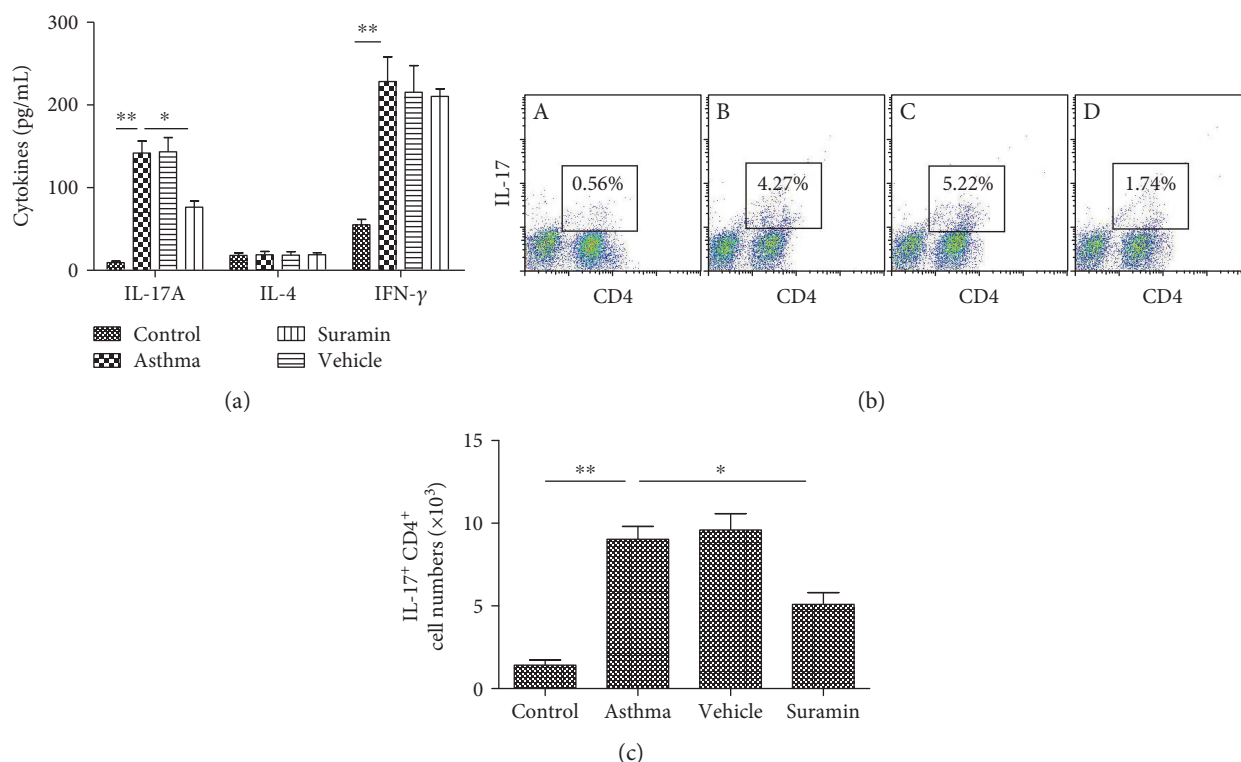 300
200
100
0
Cytokines (pg/mL)
**
*
**
IL-17A
IL-4
IFN-γ
Control
Suramin
Asthma
Vehicle
(a)
A
B
C
D
0.56%
4.27%
5.22%
1.74%
IL-17
CD4
CD4
CD4
CD4
(b)
15
10
5
0
IL-17⁺ CD4⁺
cell numbers (×10³)
**
*
Control
Asthma
Vehicle
Suramin
(c)